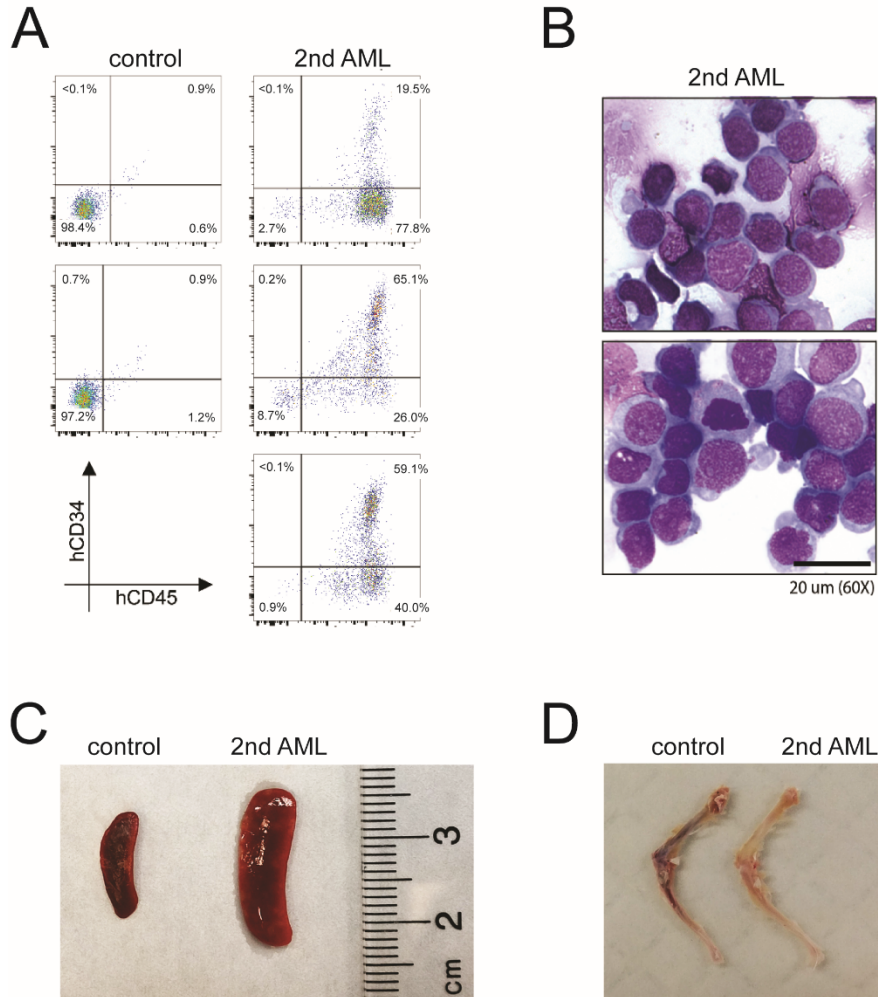 A
control
2nd AML
<0.1%
0.9%
98.4%
0.6%
<0.1%
19.5%
2.7%
77.8%
0.7%
0.9%
97.2%
1.2%
0.2%
65.1%
8.7%
26.0%
hCD34
hCD45
<0.1%
59.1%
0.9%
40.0%
B
2nd AML
20 um (60X)
C
control
2nd AML
3
2
cm
D
control
2nd AML